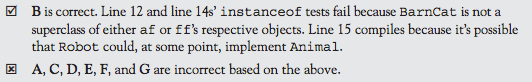 B is correct. Line 12 and line 14s' instanceof tests fail because BarnCat is not a
superclass of either af or ff's respective objects. Line 15 compiles because it's possible
that Robot could, at some point, implement Animal.
A, C, D, E, F, and G are incorrect based on the above.